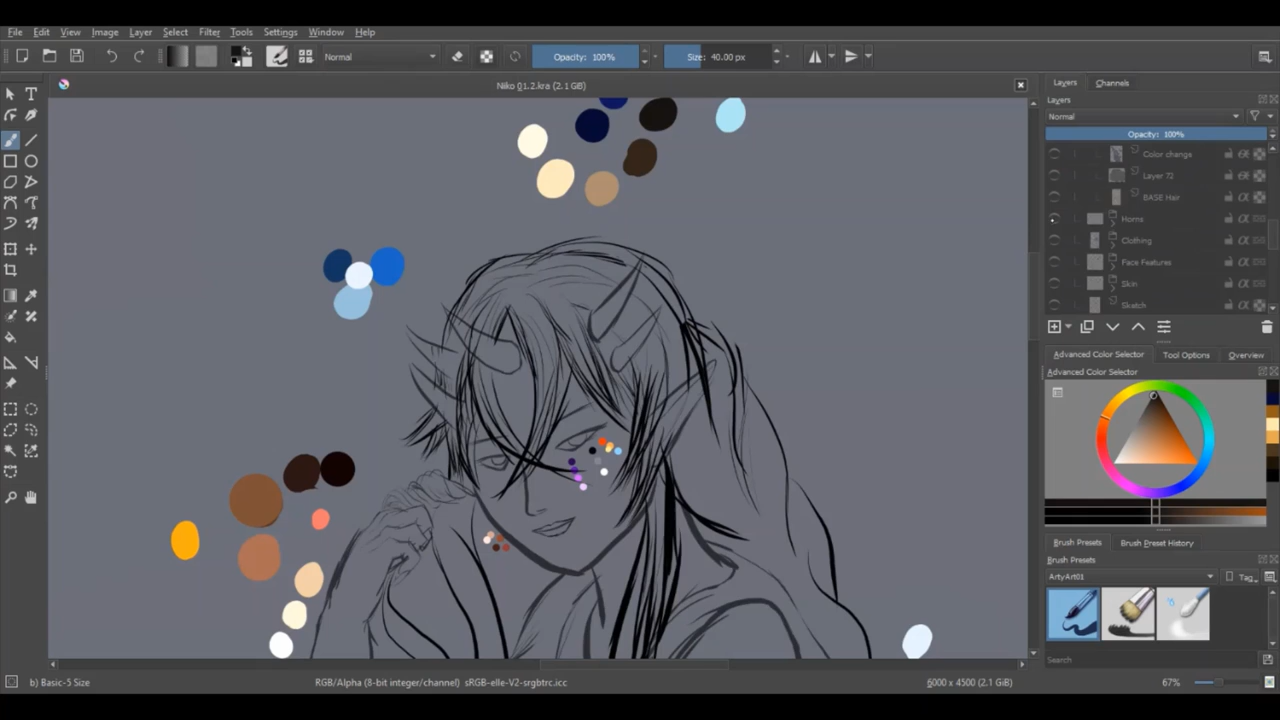 File Edit View Image Layer Select Filter Tools Settings Window Help
Normal Opacity: 100% Size: 40.00 px
Niko 01.2.kra (2.1 GiB)
Layers Channels
Layers
Normal
Opacity: 100%
Color change
Layer 72
BASE Hair
Horns
Clothing
Face Features
Skin
Sketch
Advanced Color Selector Tool Options Overview
Advanced Color Selector
Brush Presets Brush Preset History
Brush Presets
ArtyArt01 Tag
Search
b) Basic-5 Size RGB/Alpha (8-bit integer/channel) sRGB-elle-V2-srgbtrc.icc 6000 x 4500 (2.1 GiB) 67%